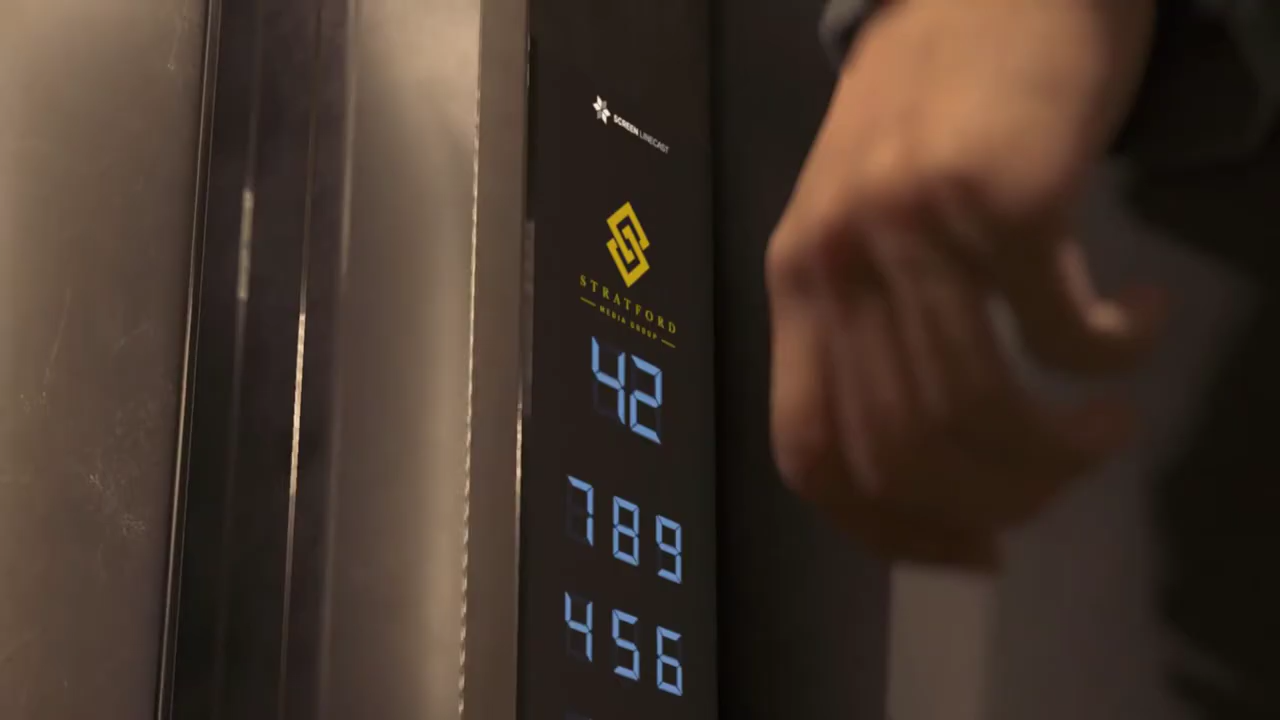 SCREEN LINECAST
STRATFORD
MEDIA GROUP
42
7 8 9
4 5 6